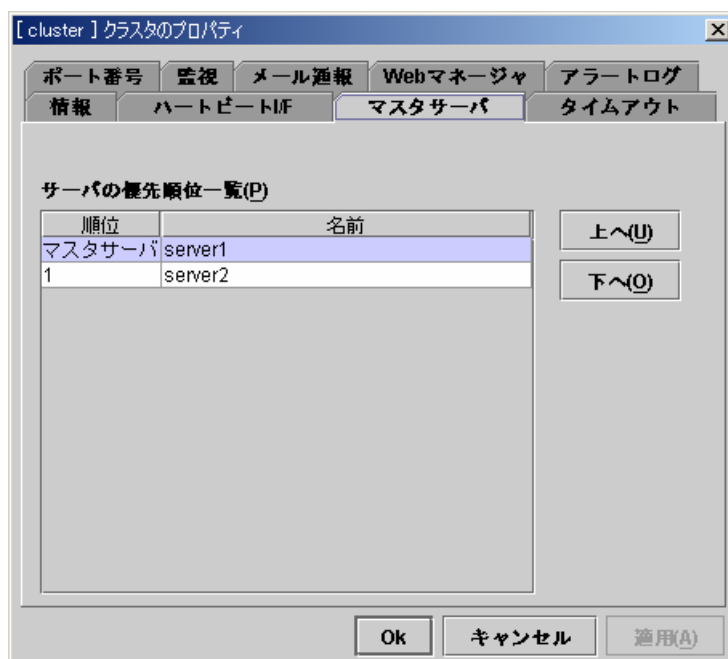 [ cluster ] クラスタのプロパティ
ポート番号 監視 メール通報 Webマネージャ アラートログ
情報 ハートビートI/F マスタサーバ タイムアウト
サーバの優先順位一覧(P)
順位 名前
マスタサーバ server1
1 server2
上へ(U)
下へ(O)
Ok キャンセル 適用(A)